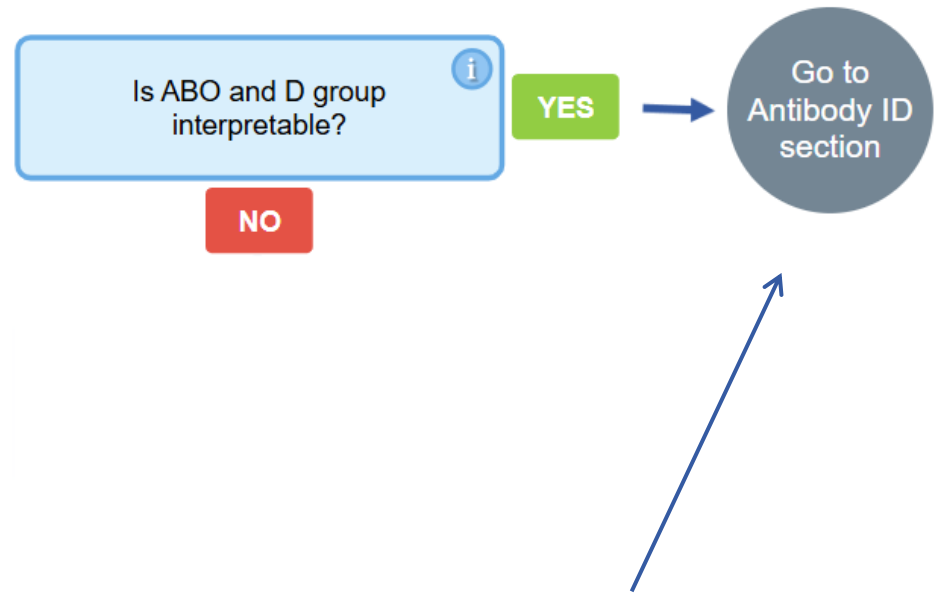 Is ABO and D group
interpretable?
i
YES
Go to
Antibody ID
section
NO